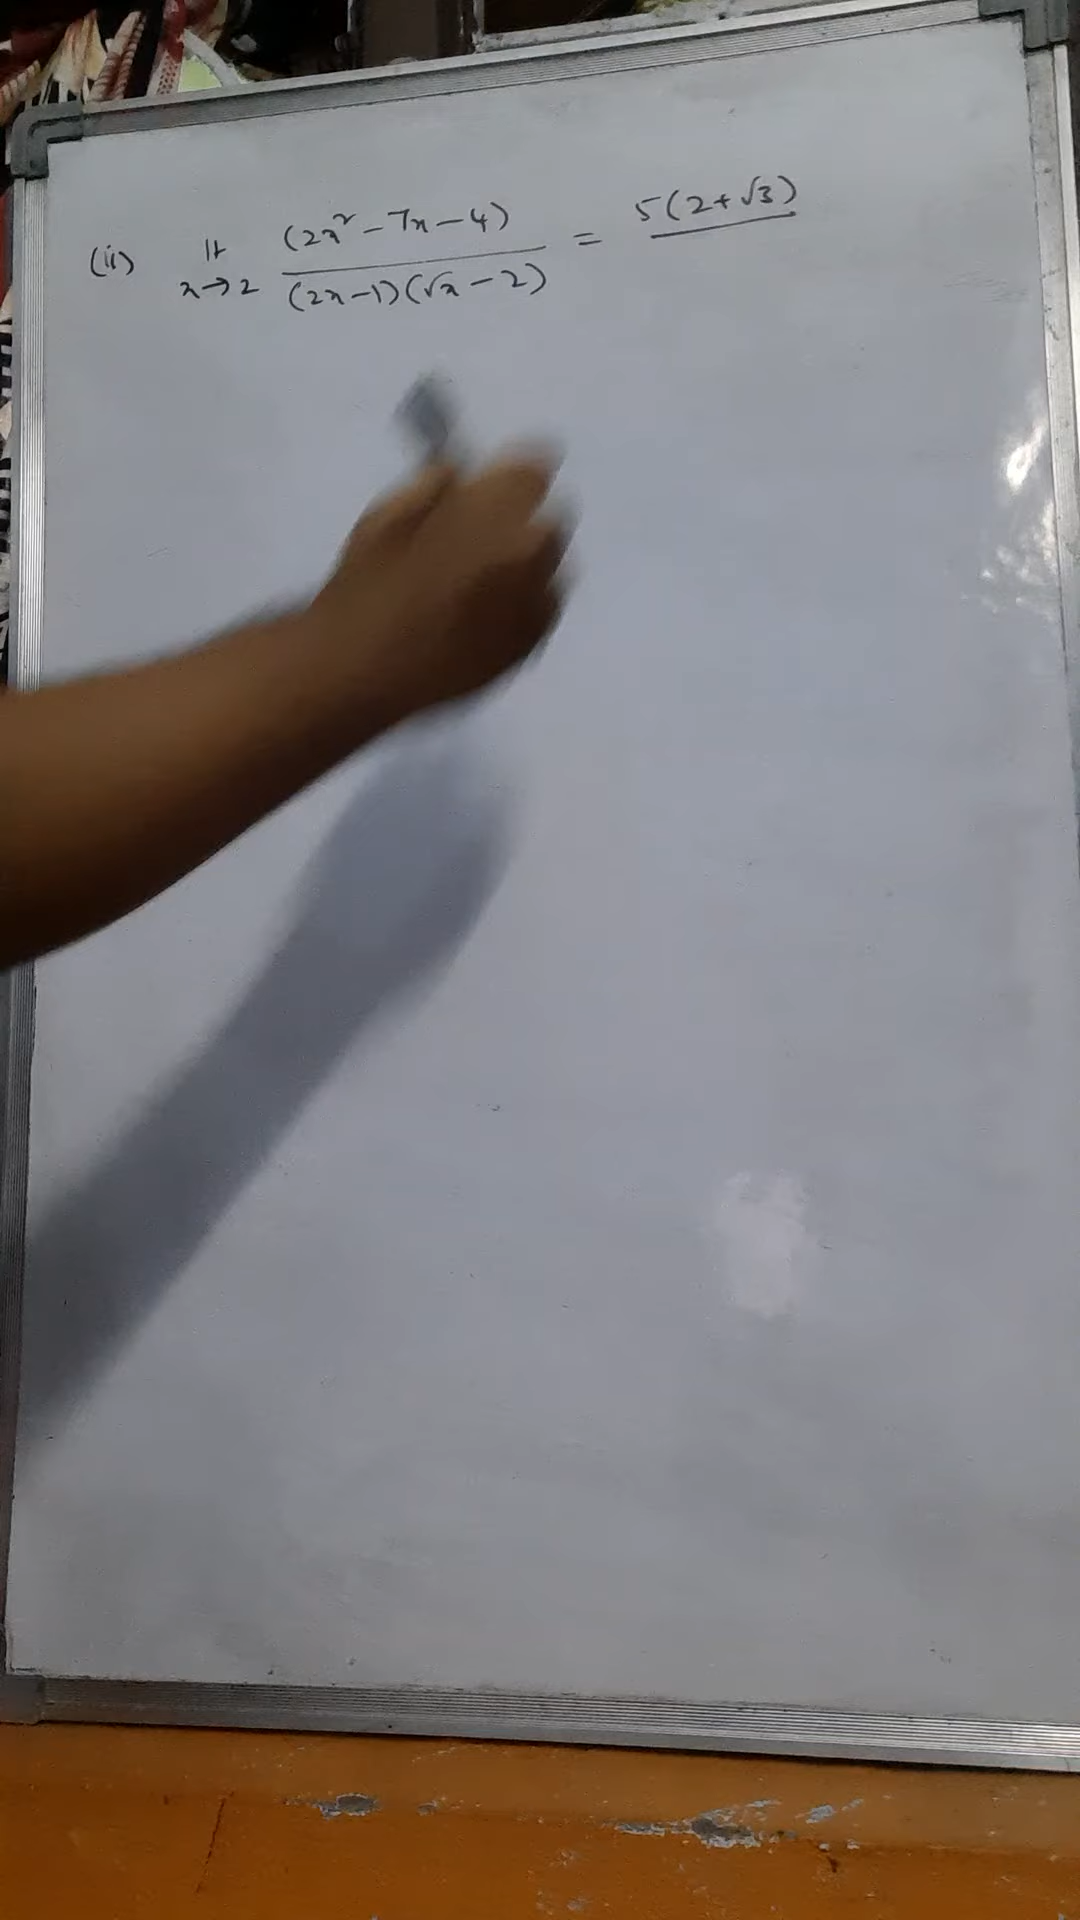 (ii) lt x→2 (2x²-7x-4) / (2x-1)(√x-2) = 5(2+√3)